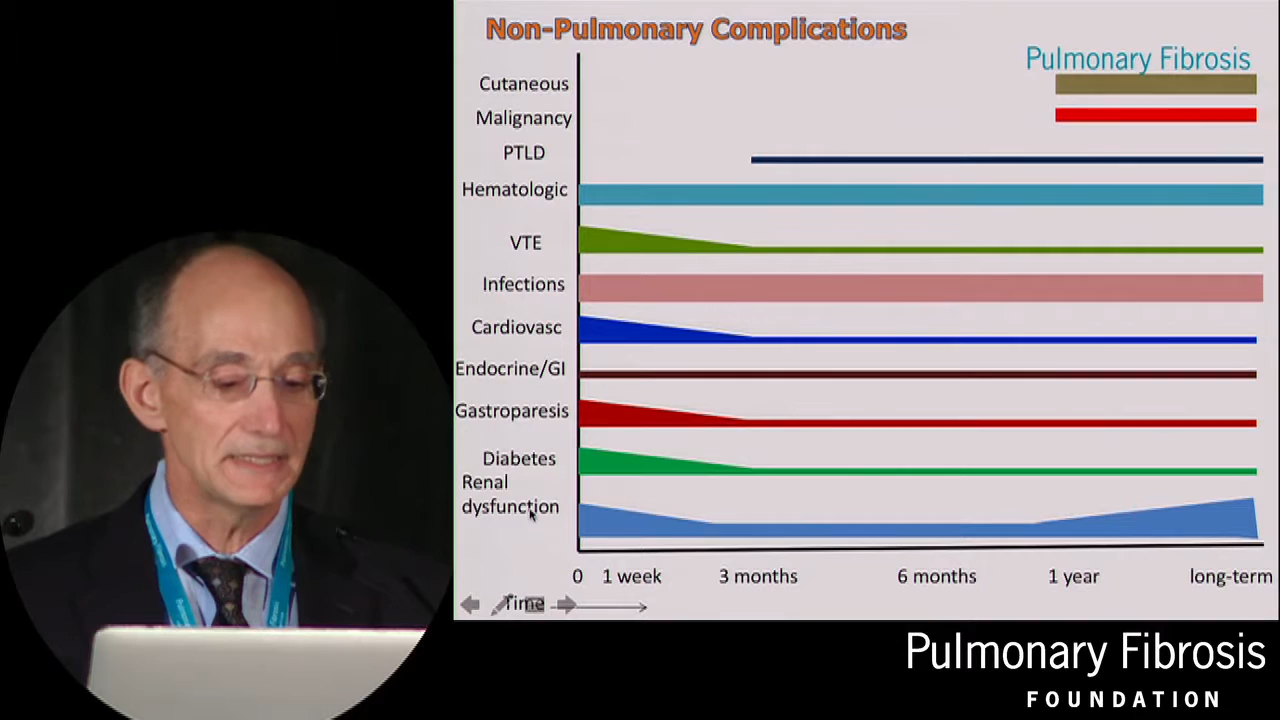 Non-Pulmonary Complications
Pulmonary Fibrosis
Cutaneous
Malignancy
PTLD
Hematologic
VTE
Infections
Cardiovasc
Endocrine/GI
Gastroparesis
Diabetes
Renal
dysfunction
0 1 week 3 months 6 months 1 year long-term
Time
Pulmonary Fibrosis
FOUNDATION